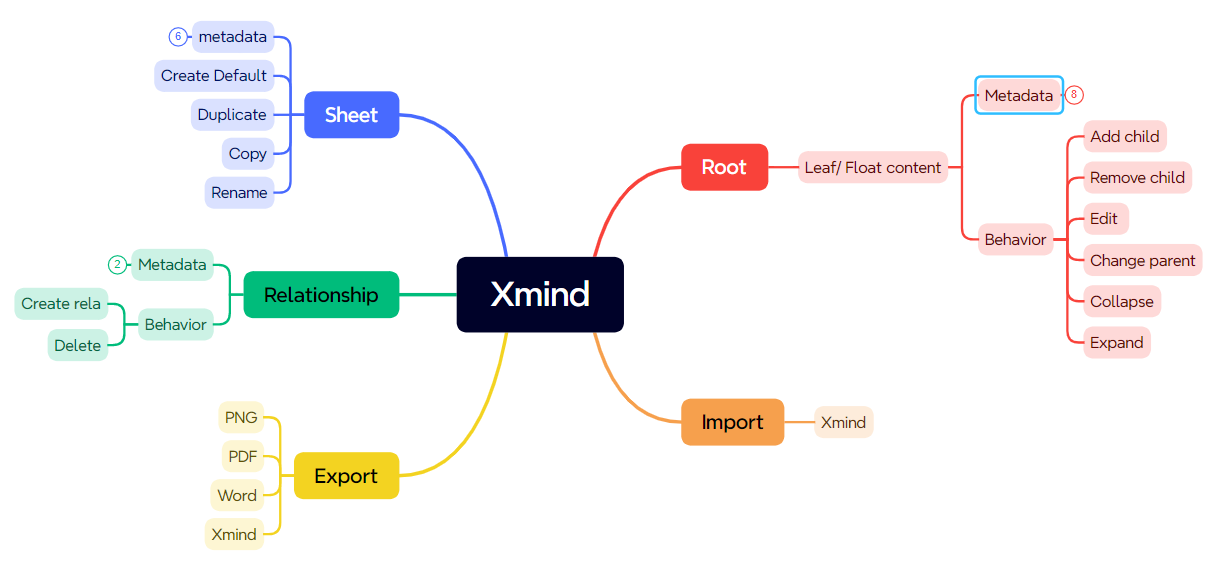 Xmind
Root
Leaf/ Float content
Metadata
8
Behavior
Add child
Remove child
Edit
Change parent
Collapse
Expand
Import
Xmind
Sheet
metadata
6
Create Default
Duplicate
Copy
Rename
Relationship
Metadata
2
Behavior
Create rela
Delete
Export
PNG
PDF
Word
Xmind